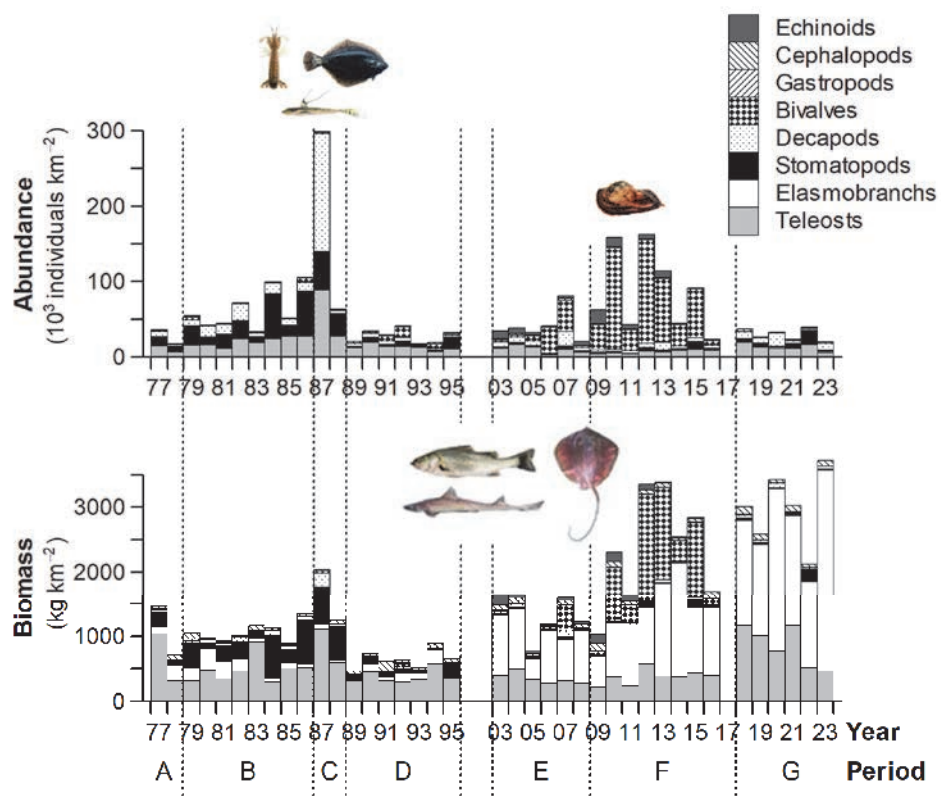 Echinoids
Cephalopods
Gastropods
Bivalves
Decapods
Stomatopods
Elasmobranchs
Teleosts
Abundance
(10³ individuals km⁻²)
300
200
100
0
77 79 81 83 85 87 89 91 93 95 03 05 07 09 11 13 15 17 19 21 23
Biomass
(kg km⁻²)
3000
2000
1000
0
77 79 81 83 85 87 89 91 93 95 03 05 07 09 11 13 15 17 19 21 23 Year
A B C D E F G Period